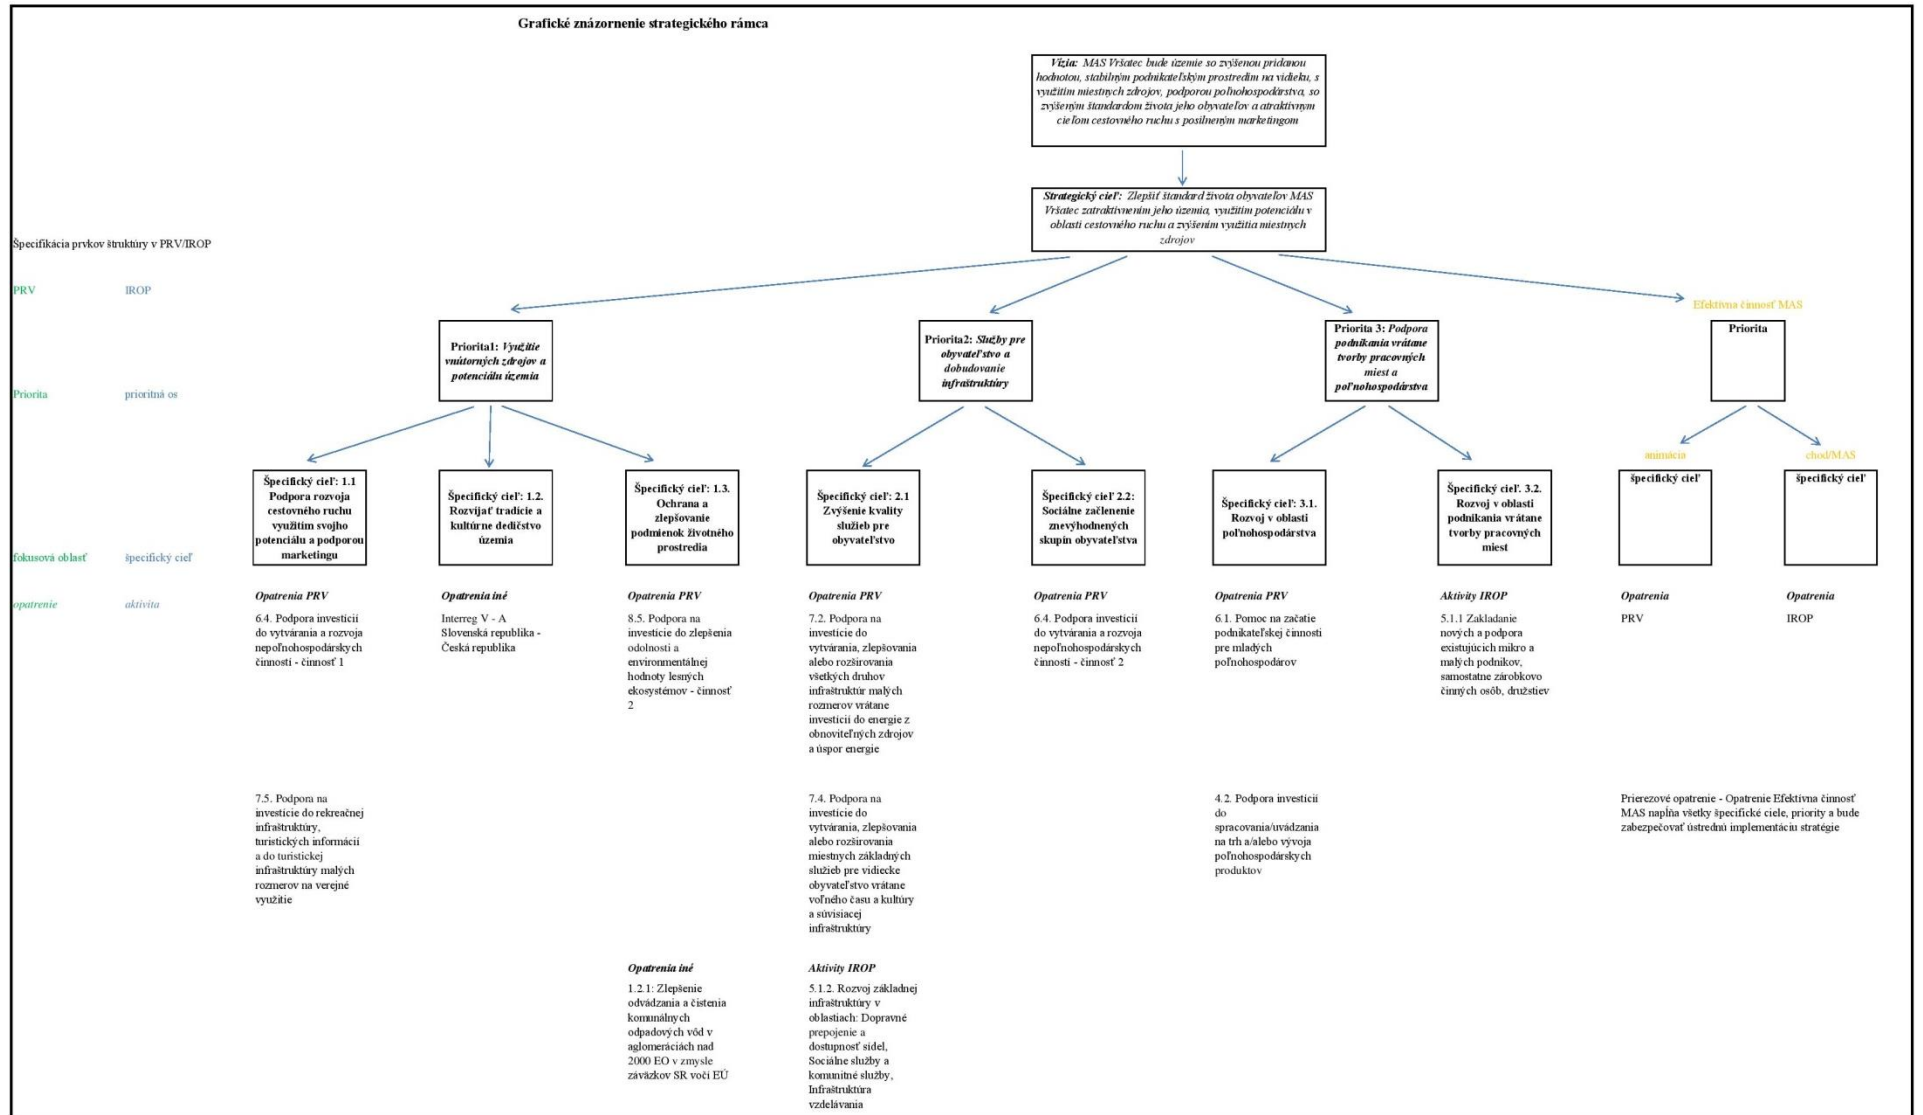 Grafické znázornenie strategického rámca
Vízia: MAS Vršatec bude územie so zvýšenou pridanou
hodnotou, stabilným podnikateľským prostredím na vidieku, s
využitím miestnych zdrojov, podporou poľnohospodárstva, so
zvýšeným štandardom života jeho obyvateľov a atraktívnym
cieľom cestovného ruchu s posilneným marketingom
Strategický cieľ: Zlepšiť štandard života obyvateľov MAS
Vršatec zatraktívnením jeho územia, využitím potenciálu v
oblasti cestovného ruchu a zvýšením využitia miestnych
zdrojov
Špecifikácia prvkov štruktúry v PRV/IROP
PRV
IROP
Efektívna činnosť MAS
Priorita1: Využitie
vnútorných zdrojov a
potenciálu územia
Priorita2: Služby pre
obyvateľstvo a
dobudovanie
infraštruktúry
Priorita 3: Podpora
podnikania vrátane
tvorby pracovných
miest a
poľnohospodárstva
Priorita
Priorita
prioritná os
animácia
chod/MAS
Špecifický cieľ: 1.1
Podpora rozvoja
cestovného ruchu
využitím svojho
potenciálu a podporou
marketingu
Špecifický cieľ: 1.2.
Rozvíjať tradície a
kultúrne dedičstvo
územia
Špecifický cieľ: 1.3.
Ochrana a
zlepšovanie
podmienok životného
prostredia
Špecifický cieľ: 2.1
Zvýšenie kvality
služieb pre
obyvateľstvo
Špecifický cieľ 2.2:
Sociálne začlenenie
znevýhodnených
skupín obyvateľstva
Špecifický cieľ: 3.1.
Rozvoj v oblasti
poľnohospodárstva
Špecifický cieľ. 3.2.
Rozvoj v oblasti
podnikania vrátane
tvorby pracovných
miest
špecifický cieľ
špecifický cieľ
fokusová oblasť
špecifický cieľ
opatrenie
aktivita
Opatrenia PRV
6.4. Podpora investícií
do vytvárania a rozvoja
nepoľnohospodárskych
činností - činnosť 1
7.5. Podpora na
investície do rekreačnej
infraštruktúry,
turistických informácií
a do turistickej
infraštruktúry malých
rozmerov na verejné
využitie
Opatrenia iné
Interreg V - A
Slovenská republika -
Česká republika
Opatrenia PRV
8.5. Podpora na
investície do zlepšenia
odolnosti a
environmentálnej
hodnoty lesných
ekosystémov - činnosť
2
Opatrenia iné
1.2.1: Zlepšenie
odvádzania a čistenia
komunálnych
odpadových vôd v
aglomeráciách nad
2000 EO v zmysle
záväzkov SR voči EÚ
Opatrenia PRV
7.2. Podpora na
investície do
vytvárania, zlepšovania
alebo rozširovania
všetkých druhov
infraštruktúr malých
rozmerov vrátane
investícií do energie z
obnoviteľných zdrojov
a úspor energie
7.4. Podpora na
investície do
vytvárania, zlepšovania
alebo rozširovania
miestnych základných
služieb pre vidiecke
obyvateľstvo vrátane
voľného času a kultúry
a súvisiacej
infraštruktúry
Aktivity IROP
5.1.2. Rozvoj základnej
infraštruktúry v
oblastiach: Dopravné
prepojenie a
dostupnosť sídel,
Sociálne služby a
komunitné služby,
Infraštruktúra
vzdelávania
Opatrenia PRV
6.4. Podpora investícií
do vytvárania a rozvoja
nepoľnohospodárskych
činností - činnosť 2
Opatrenia PRV
6.1. Pomoc na začatie
podnikateľskej činnosti
pre mladých
poľnohospodárov
4.2. Podpora investícií
do
spracovania/uvádzania
na trh a/alebo vývoja
poľnohospodárskych
produktov
Aktivity IROP
5.1.1 Zakladanie
nových a podpora
existujúcich mikro a
malých podnikov,
samostatne zárobkovo
činných osôb, družstiev
Opatrenia
PRV
Opatrenia
IROP
Prierezové opatrenie - Opatrenie Efektívna činnosť
MAS napĺňa všetky špecifické ciele, priority a bude
zabezpečovať ústrednú implementáciu stratégie